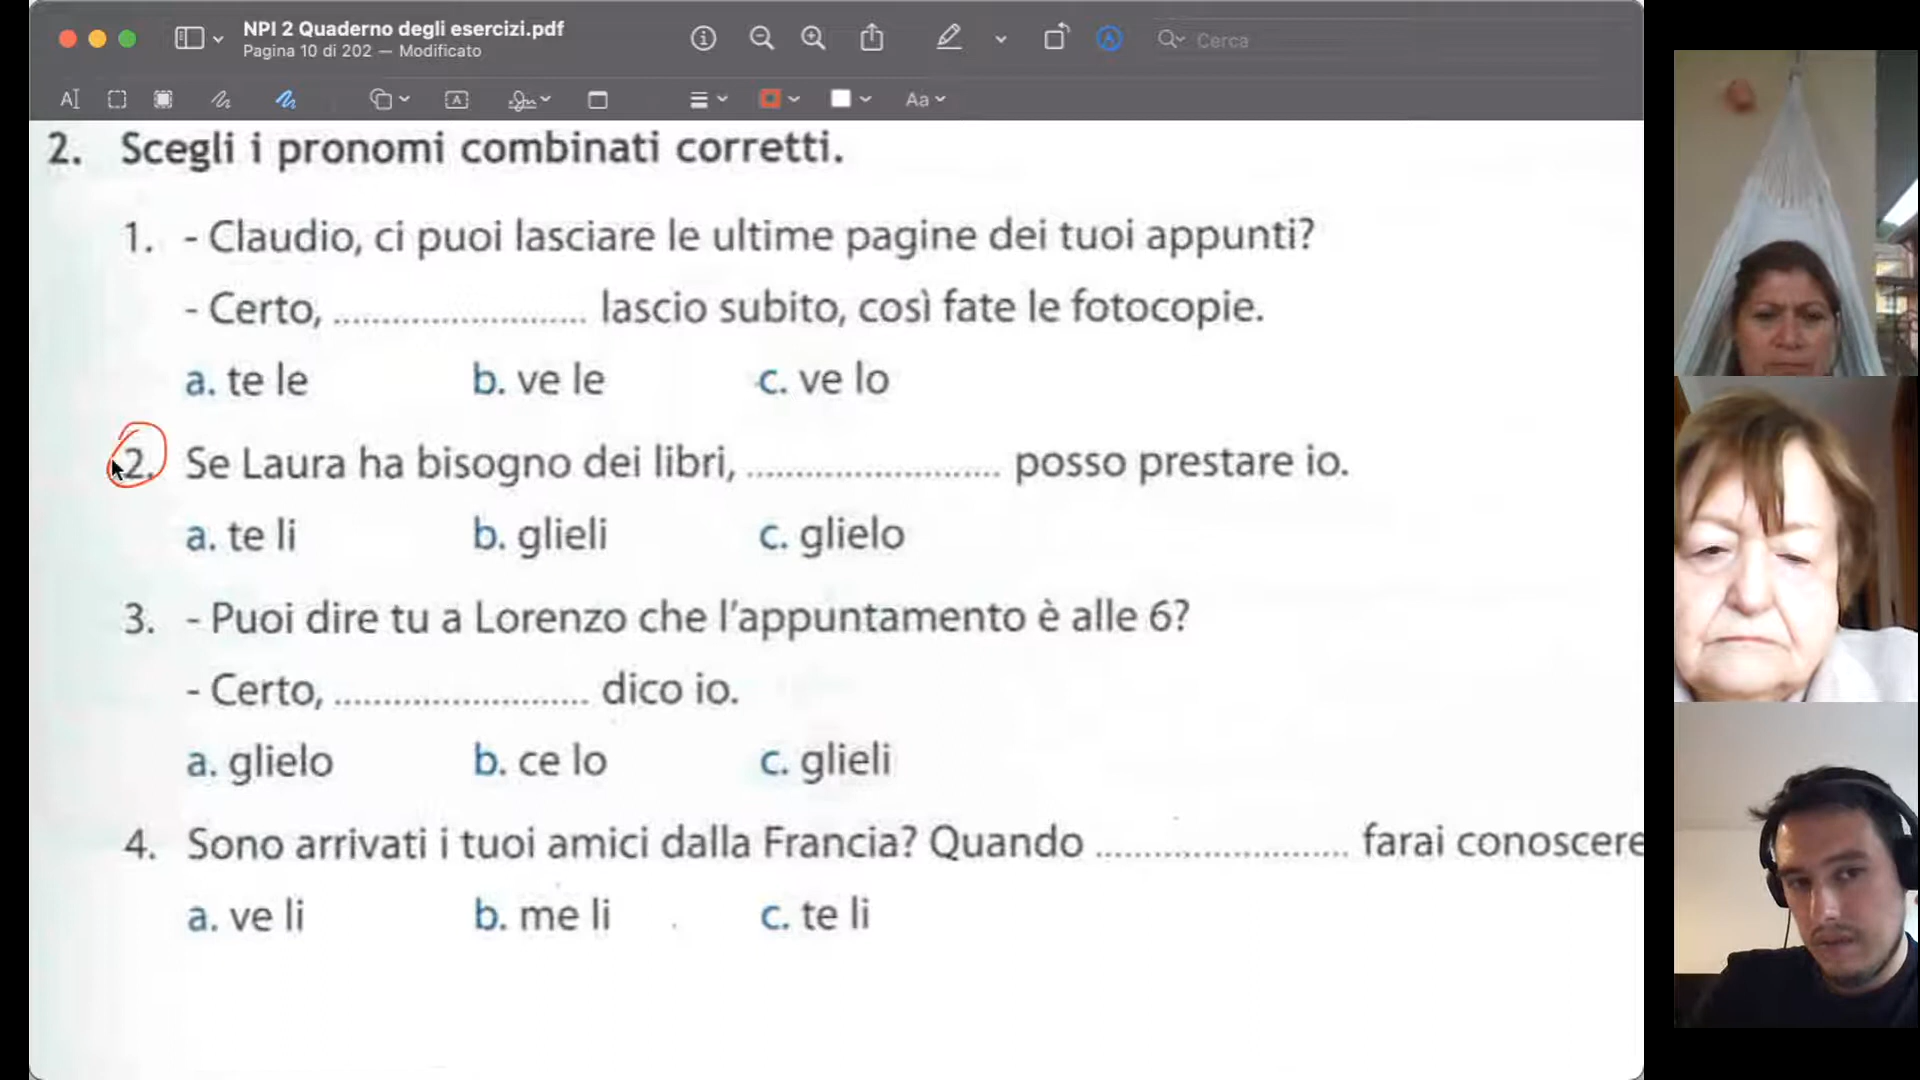 NPI 2 Quaderno degli esercizi.pdf
Pagina 10 di 202 — Modificato
Cerca
A
Aa
2. Scegli i pronomi combinati corretti.
1. - Claudio, ci puoi lasciare le ultime pagine dei tuoi appunti?
- Certo, .......................... lascio subito, così fate le fotocopie.
a. te le b. ve le c. ve lo
2. Se Laura ha bisogno dei libri, .......................... posso prestare io.
a. te li b. glieli c. glielo
3. - Puoi dire tu a Lorenzo che l'appuntamento è alle 6?
- Certo, .......................... dico io.
a. glielo b. ce lo c. glieli
4. Sono arrivati i tuoi amici dalla Francia? Quando .......................... farai conoscere
a. ve li b. me li c. te li